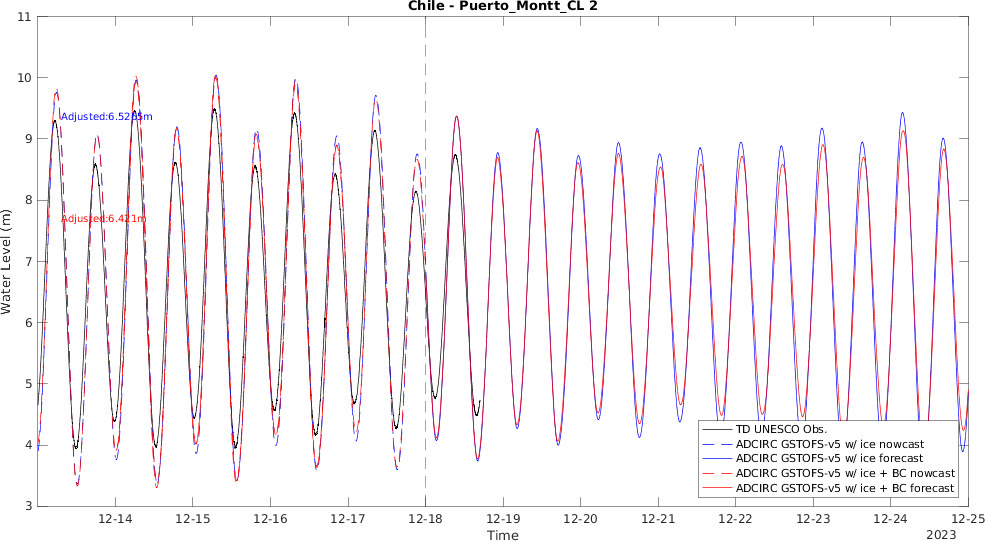 Chile - Puerto_Montt_CL 2
11
10
9
8
7
6
5
4
3
Water Level (m)
Adjusted:6.5265m
Adjusted:6.421m
TD UNESCO Obs.
ADCIRC GSTOFS-v5 w/ ice nowcast
ADCIRC GSTOFS-v5 w/ ice forecast
ADCIRC GSTOFS-v5 w/ ice + BC nowcast
ADCIRC GSTOFS-v5 w/ ice + BC forecast
12-14 12-15 12-16 12-17 12-18 12-19 12-20 12-21 12-22 12-23 12-24 12-25
Time
2023